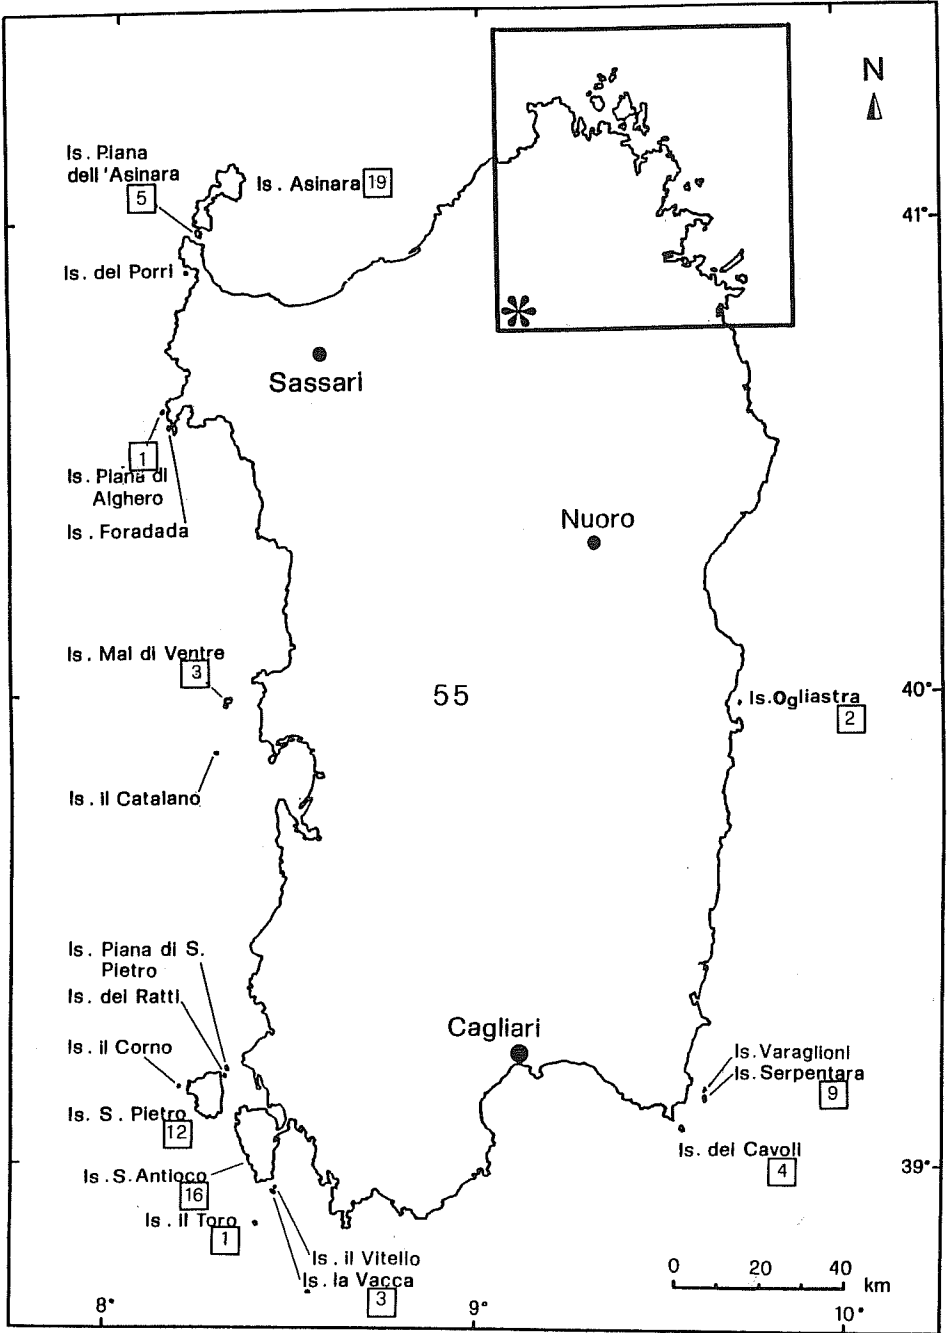 N
Is. Piana
dell'Asinara
5
Is. Asinara 19
41°
Is. dei Porri
*
Sassari
1
Is. Piana di
Alghero
Is. Foradada
Nuoro
Is. Mal di Ventre
3
55
40°
Is. Ogliastra
2
Is. il Catalano
Is. Piana di S.
Pietro
Is. dei Ratti
Is. il Corno
Cagliari
Is. Varaglioni
Is. Serpentara
9
Is. S. Pietro
12
Is. dei Cavoli
4
39°
Is. S. Antioco
16
Is. il Toro
1
Is. il Vitello
Is. la Vacca
3
0 20 40
km
8° 9° 10°